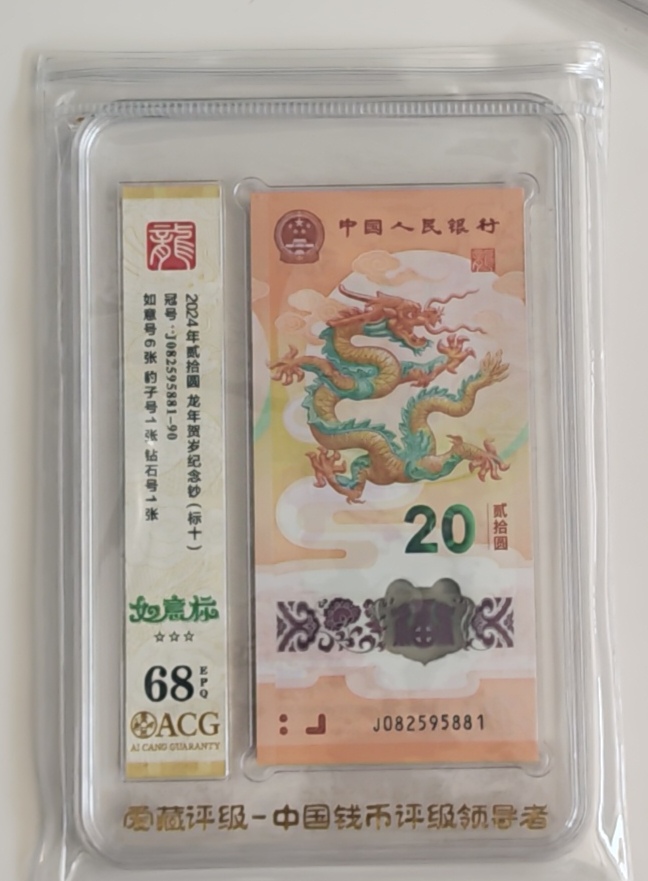 龍
2024年贰拾圆 龙年贺岁纪念钞(标十)
冠号:J082595881-90
如意号6张 豹子号1张 钻石号1张
如意标
☆☆☆
68
EPQ
ACG
AI CANG GUARANTY
中国人民银行
龍
20
贰拾圆
J082595881
爱藏评级-中国钱币评级领导者